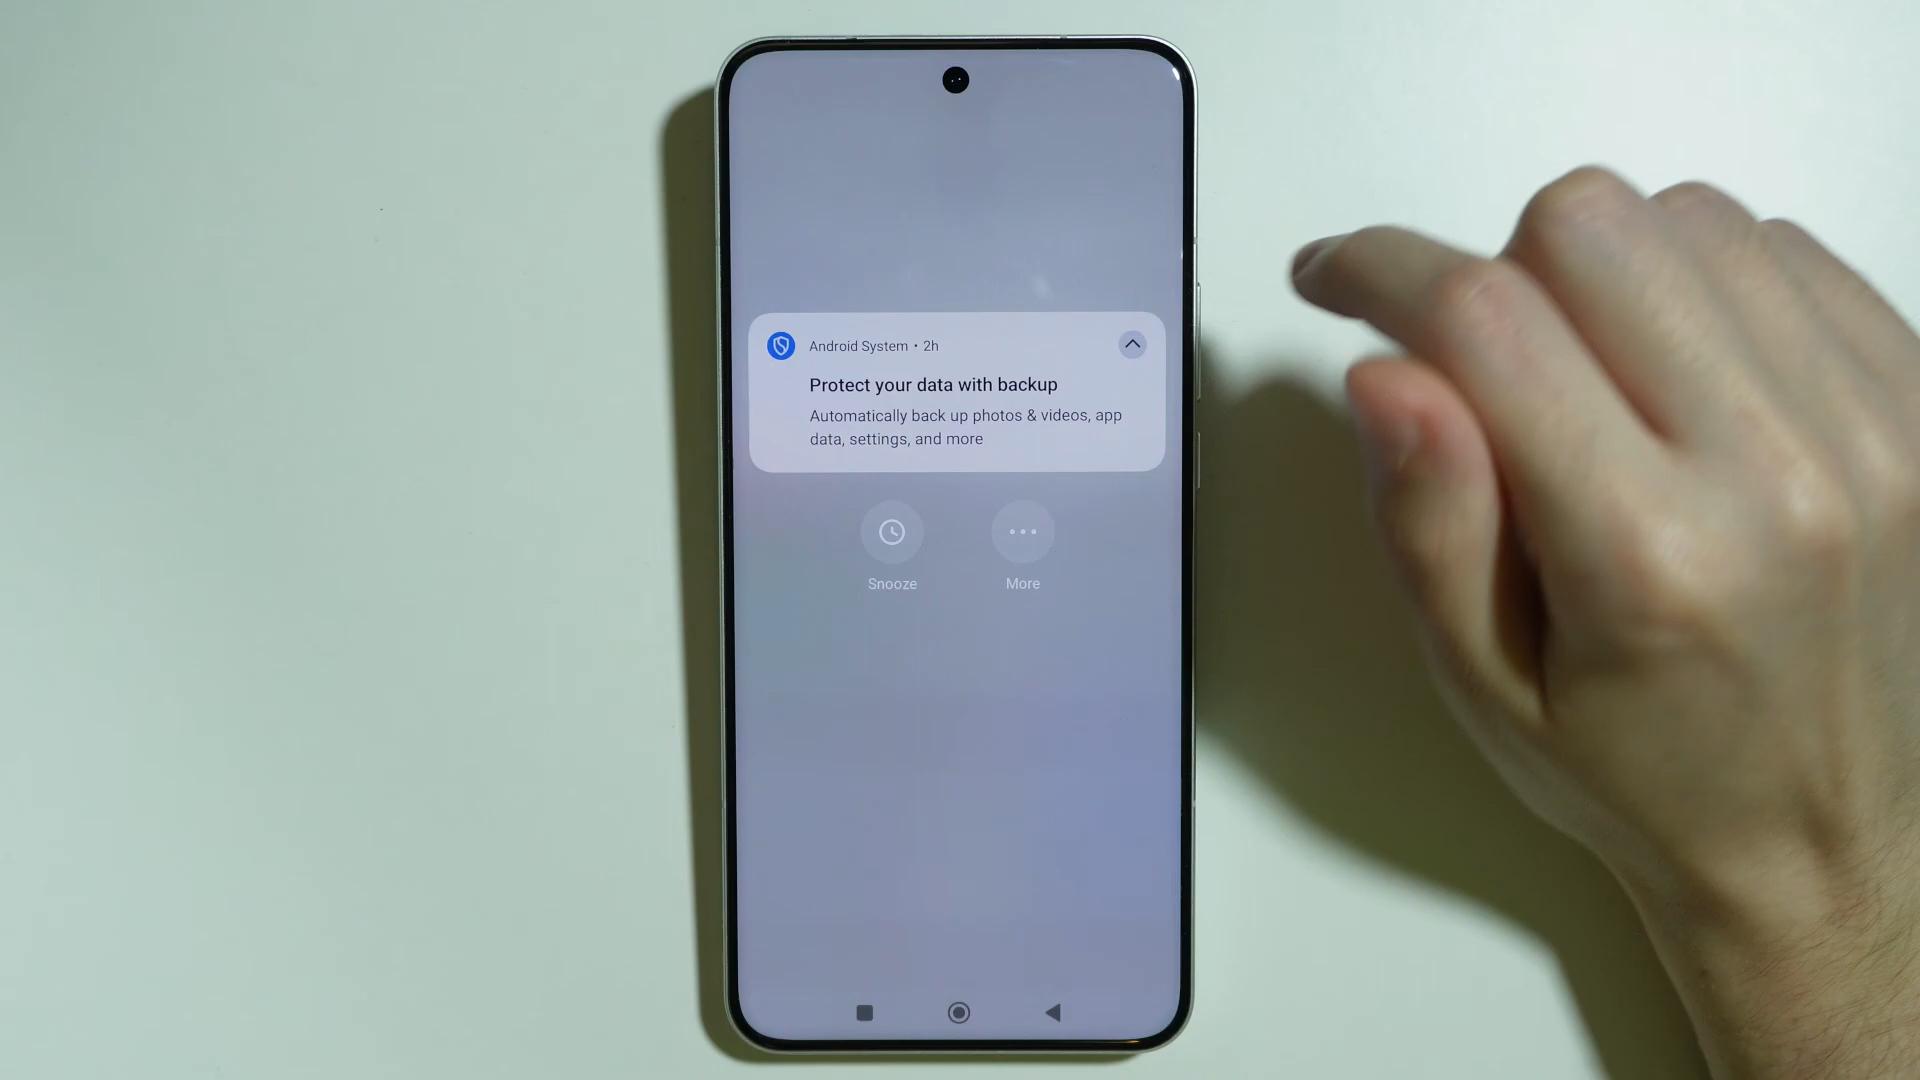 Android System • 2h
Protect your data with backup
Automatically back up photos & videos, app
data, settings, and more
Snooze
More